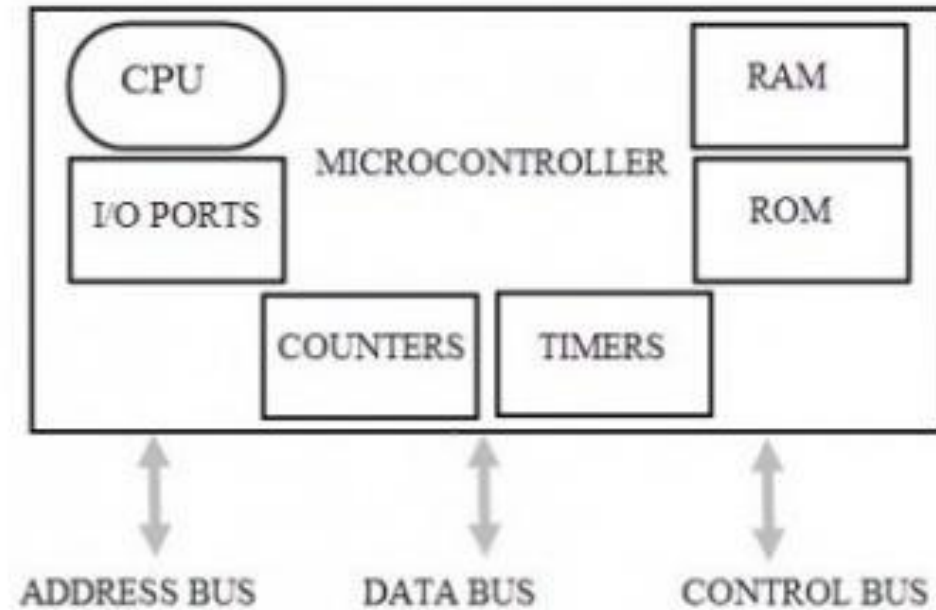 CPU
RAM
MICROCONTROLLER
I/O PORTS
ROM
COUNTERS
TIMERS
ADDRESS BUS
DATA BUS
CONTROL BUS